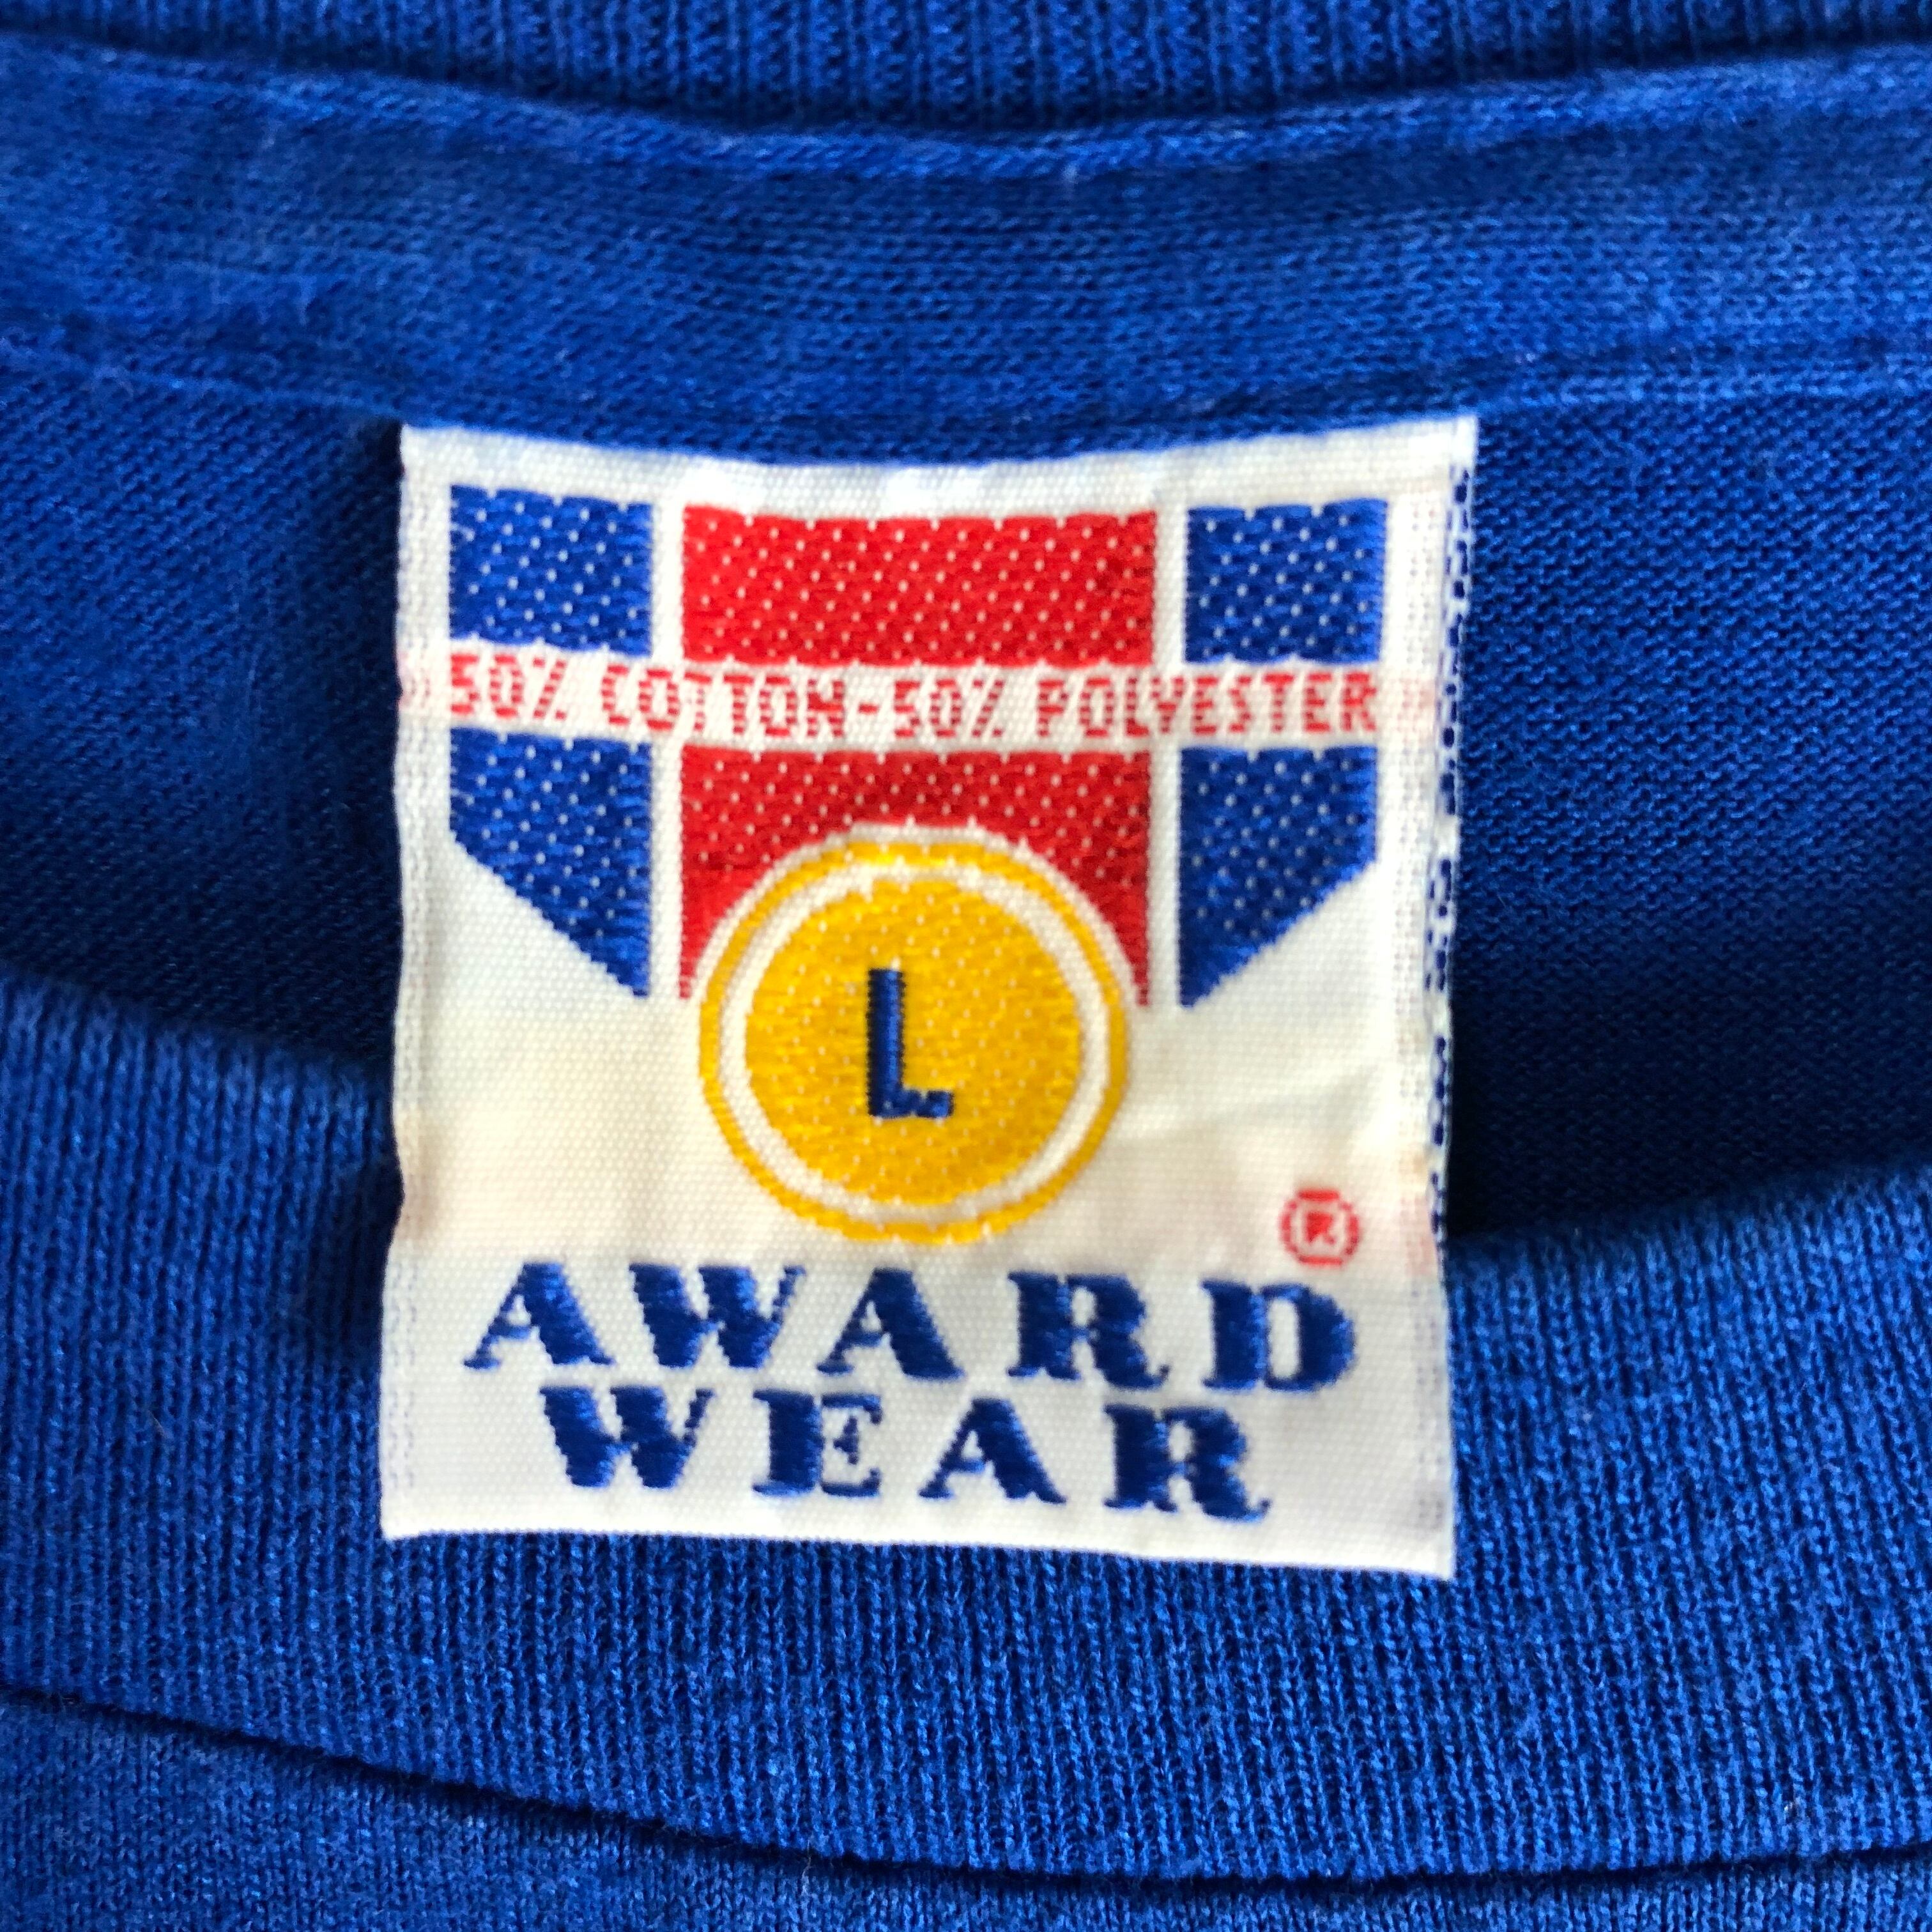 50% COTTON-50% POLYESTER
L
®
AWARD
WEAR